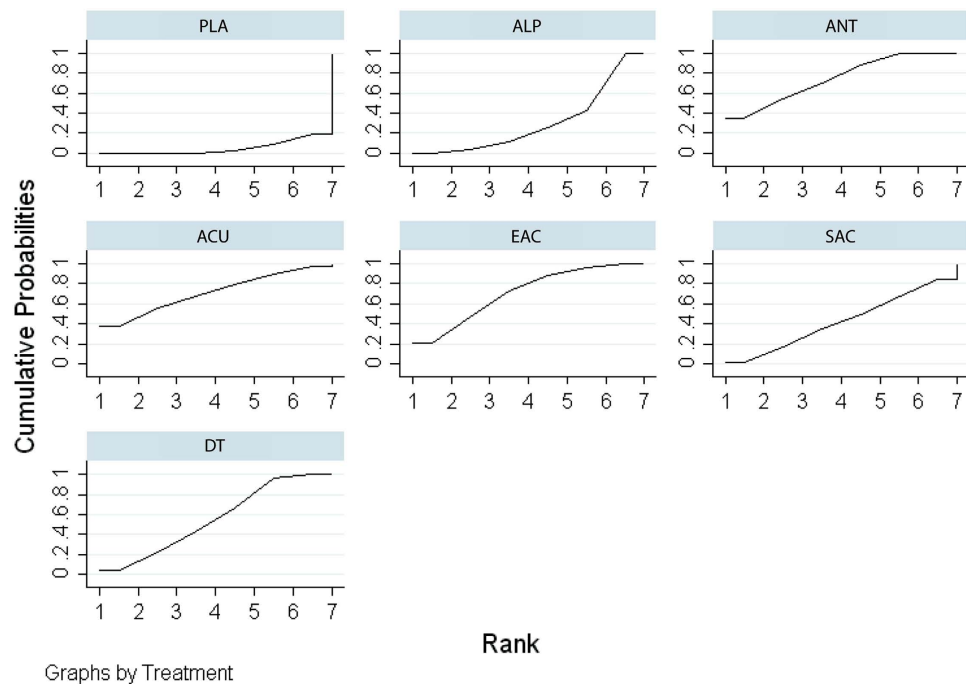 PLA
ALP
ANT
0 .2 .4 .6 .8 1
0 .2 .4 .6 .8 1
0 .2 .4 .6 .8 1
1 2 3 4 5 6 7
1 2 3 4 5 6 7
1 2 3 4 5 6 7
ACU
EAC
SAC
0 .2 .4 .6 .8 1
0 .2 .4 .6 .8 1
0 .2 .4 .6 .8 1
1 2 3 4 5 6 7
1 2 3 4 5 6 7
1 2 3 4 5 6 7
DT
0 .2 .4 .6 .8 1
1 2 3 4 5 6 7
Cumulative Probabilities
Rank
Graphs by Treatment